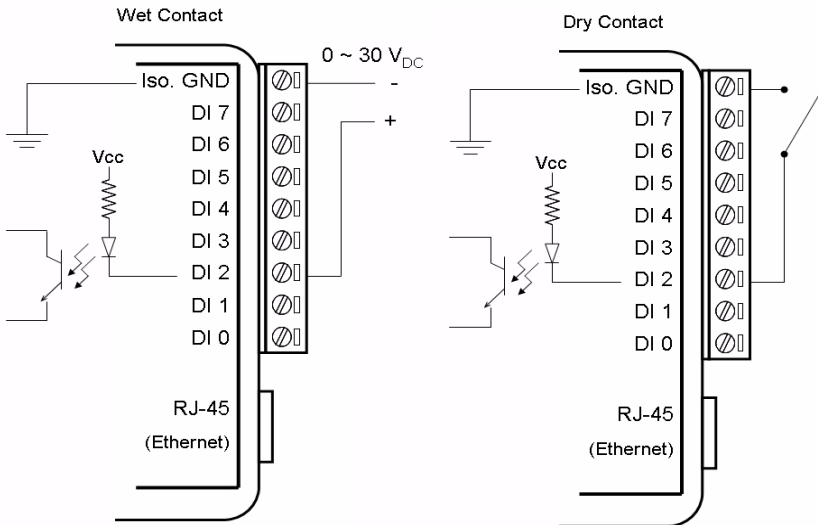 Wet Contact
0 ~ 30 VDC
Iso. GND
-
DI 7
+
DI 6
Vcc
DI 5
DI 4
DI 3
DI 2
DI 1
DI 0
RJ-45
(Ethernet)
Dry Contact
Iso. GND
DI 7
DI 6
Vcc
DI 5
DI 4
DI 3
DI 2
DI 1
DI 0
RJ-45
(Ethernet)